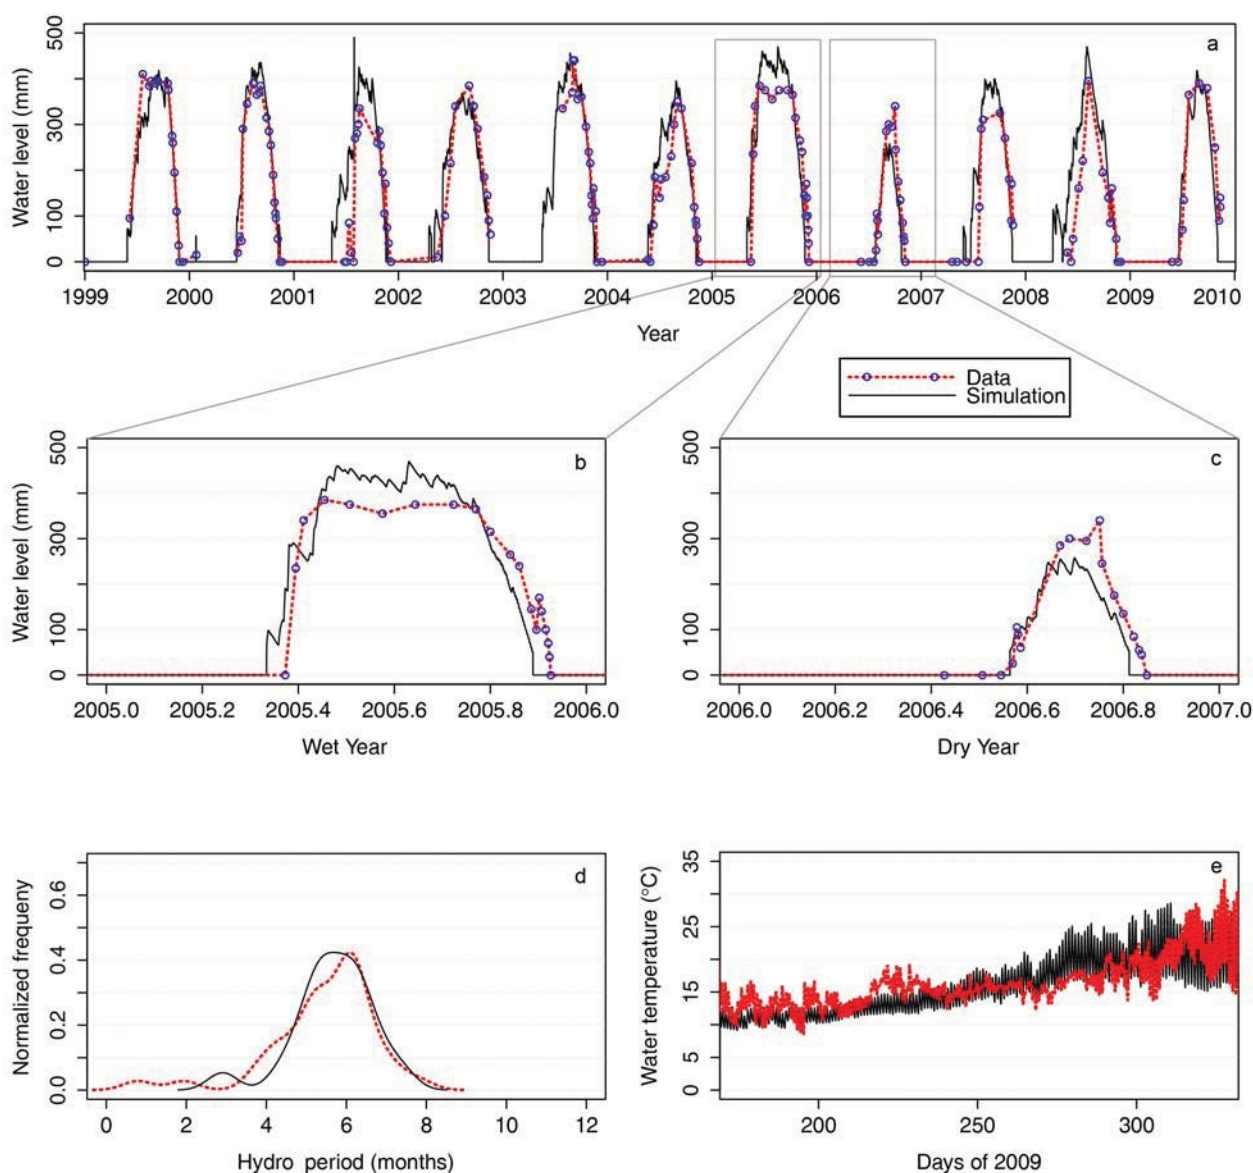 a
Water level (mm)
0 100 300 500
1999 2000 2001 2002 2003 2004 2005 2006 2007 2008 2009 2010
Year
Data
Simulation
b
Water level (mm)
0 100 300 500
2005.0 2005.2 2005.4 2005.6 2005.8 2006.0
Wet Year
c
0 100 300 500
2006.0 2006.2 2006.4 2006.6 2006.8 2007.0
Dry Year
d
Normalized frequeny
0.0 0.2 0.4 0.6
0 2 4 6 8 10 12
Hydro period (months)
e
Water temperature (°C)
0 5 15 25 35
200 250 300
Days of 2009